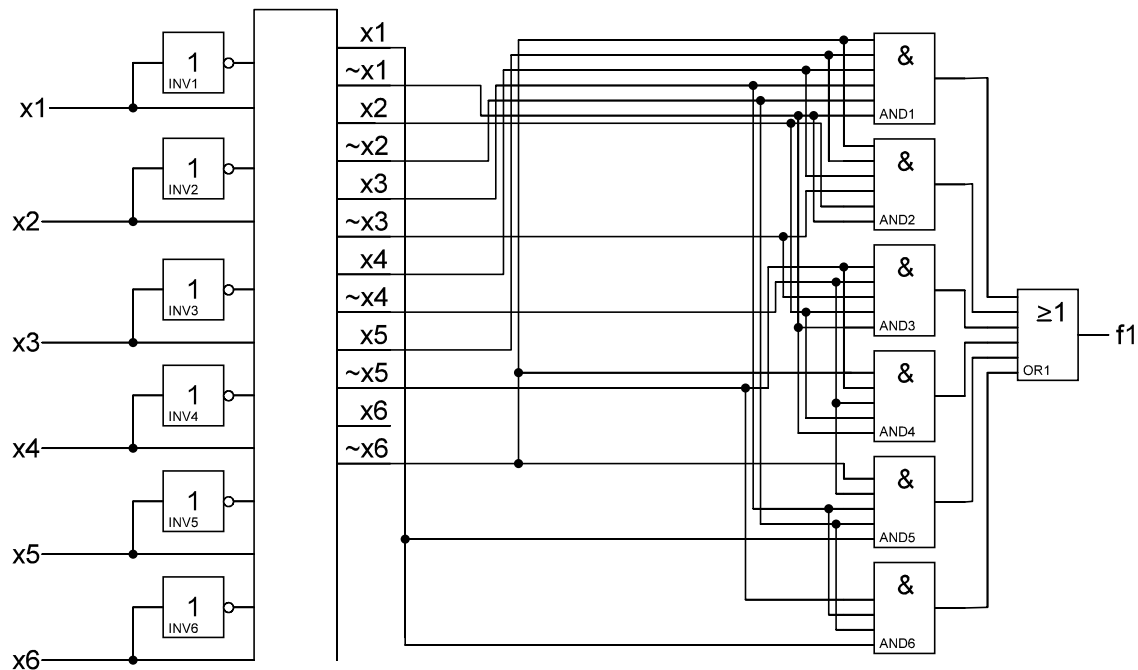 x1
1
INV1
x2
1
INV2
x3
1
INV3
x4
1
INV4
x5
1
INV5
x6
1
INV6
x1
~x1
x2
~x2
x3
~x3
x4
~x4
x5
~x5
x6
~x6
&
AND1
&
AND2
&
AND3
&
AND4
&
AND5
&
AND6
≥1
OR1
f1